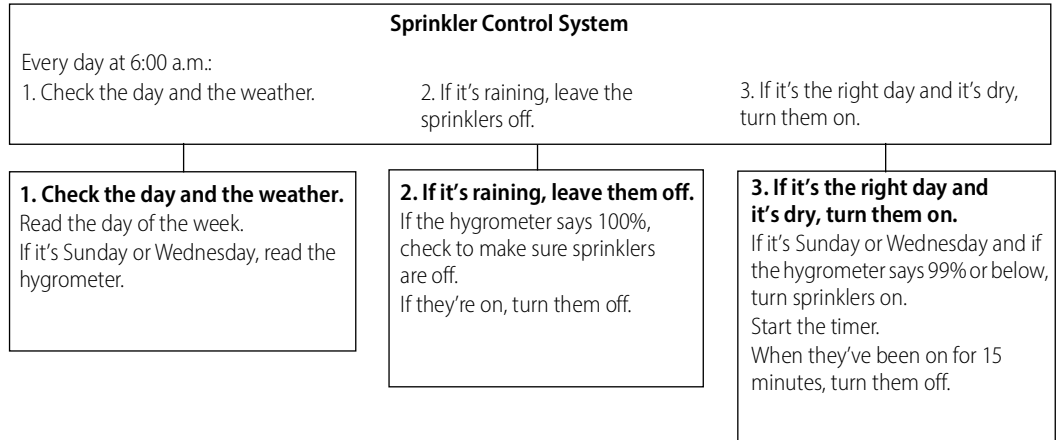 Sprinkler Control System
Every day at 6:00 a.m.:
1. Check the day and the weather.
2. If it's raining, leave the
sprinklers off.
3. If it's the right day and it's dry,
turn them on.
1. Check the day and the weather.
Read the day of the week.
If it's Sunday or Wednesday, read the
hygrometer.
2. If it's raining, leave them off.
If the hygrometer says 100%,
check to make sure sprinklers
are off.
If they're on, turn them off.
3. If it's the right day and
it's dry, turn them on.
If it's Sunday or Wednesday and if
the hygrometer says 99% or below,
turn sprinklers on.
Start the timer.
When they've been on for 15
minutes, turn them off.